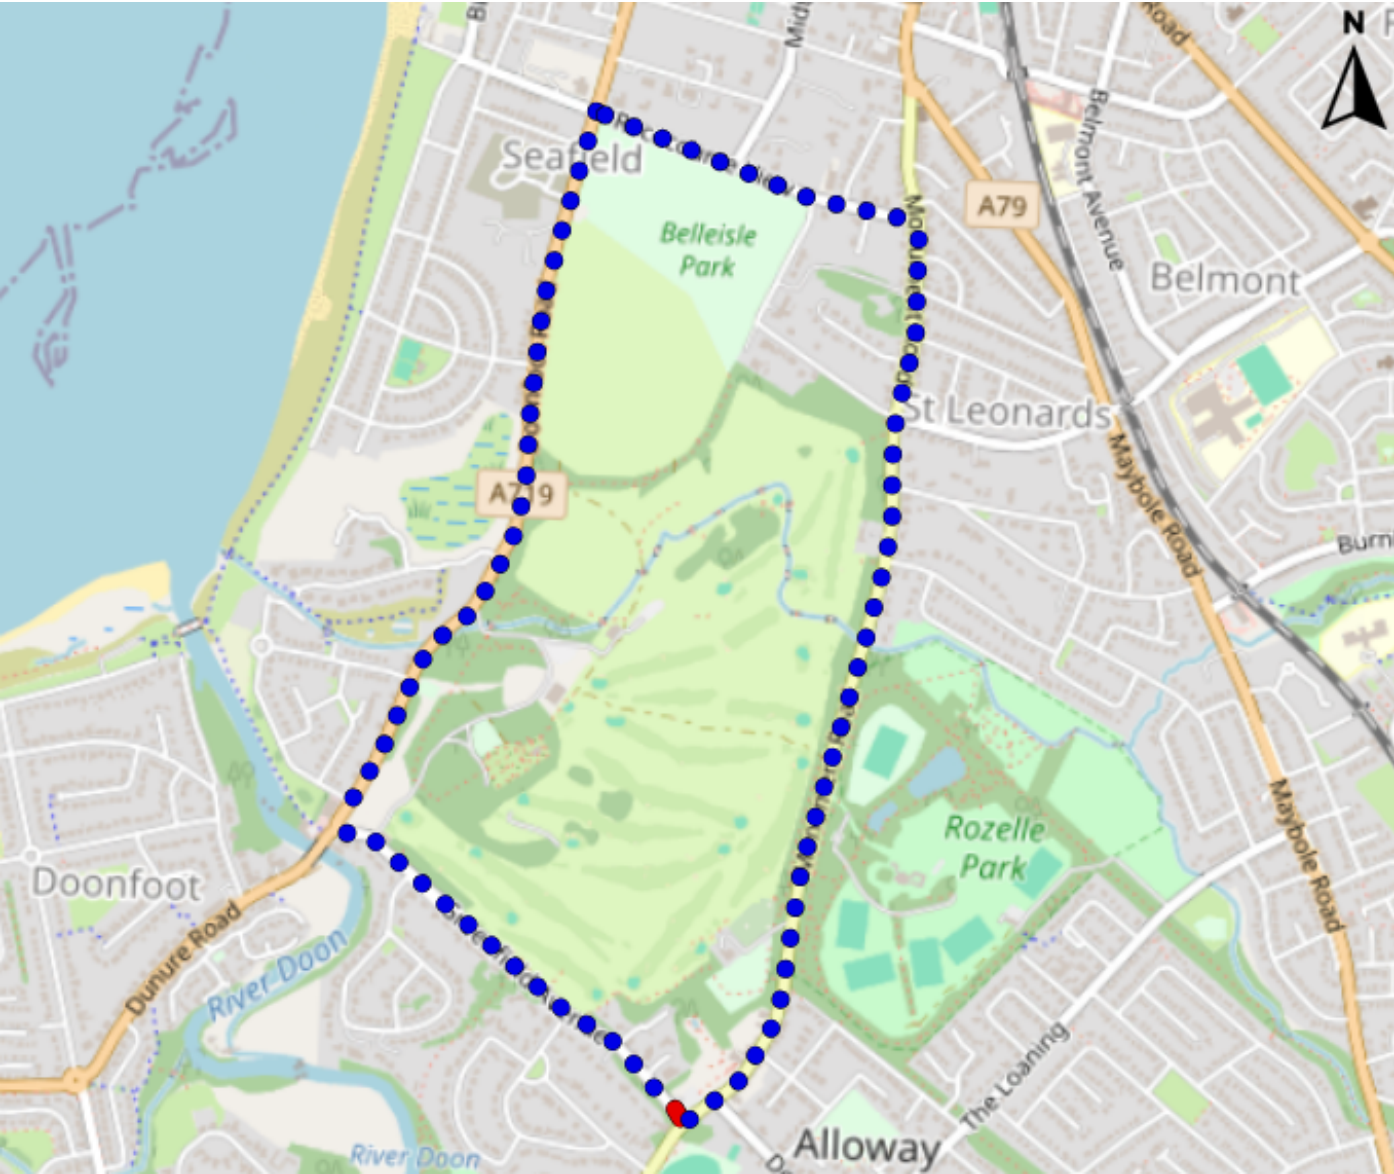 N
Road
Belmont Avenue
Seafield
A79
Belleisle
Park
Belmont
St Leonards
Maybole Road
A719
Rozelle
Park
Doonfoot
Dunure Road
River Doon
Maybole Road
The Loaning
Alloway
River Doon